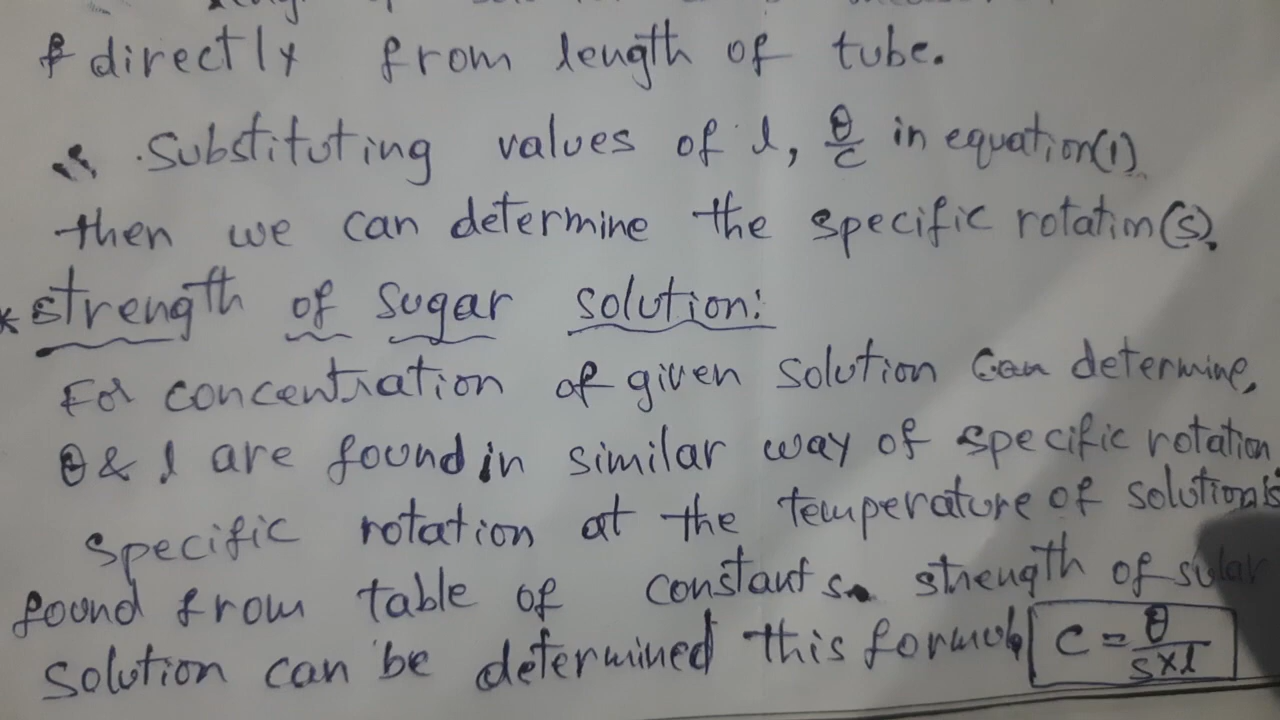 directly from length of tube.
∴ Substituting values of l, θ/c in equation(1)
then we can determine the specific rotation(s).
* strength of sugar solution:
For concentration of given solution can determine,
θ & l are found in similar way of specific rotation
specific rotation at the temperature of solution is
found from table of constants. strength of
solution can be determined this formula C = θ/s×l